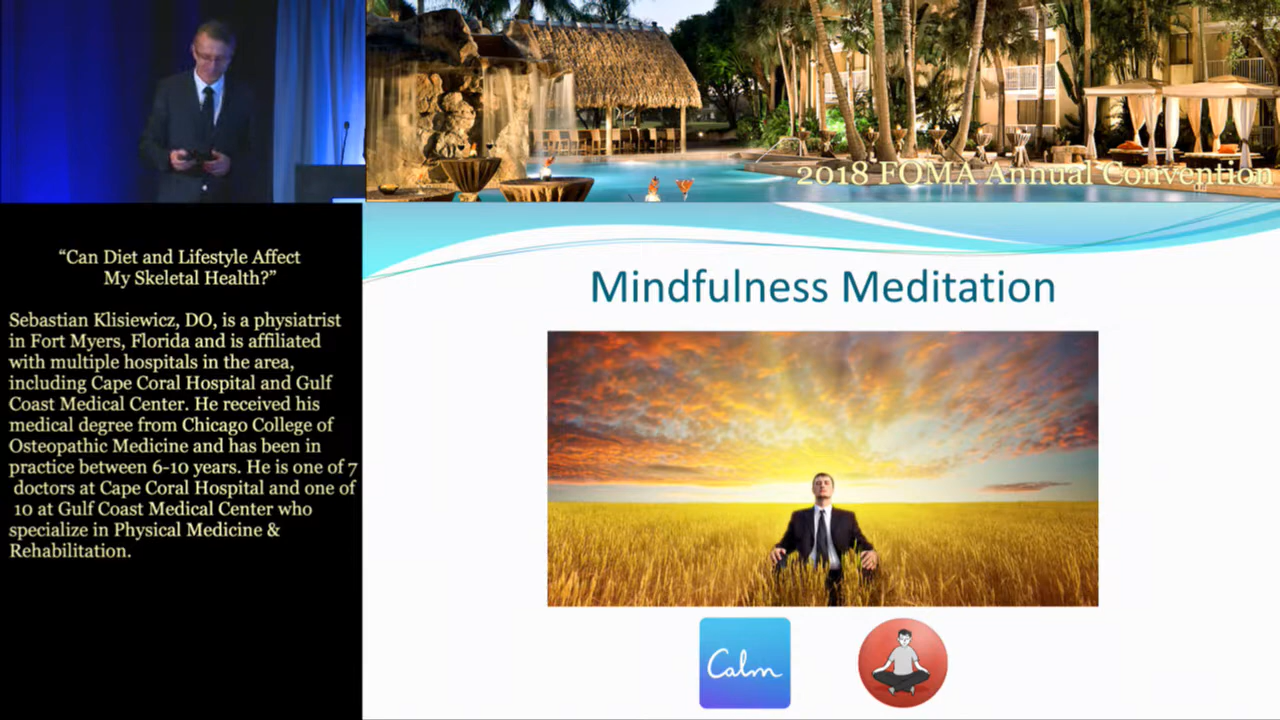 2018 FOMA Annual Convention
“Can Diet and Lifestyle Affect
My Skeletal Health?”
Sebastian Klisiewicz, DO, is a physiatrist
in Fort Myers, Florida and is affiliated
with multiple hospitals in the area,
including Cape Coral Hospital and Gulf
Coast Medical Center. He received his
medical degree from Chicago College of
Osteopathic Medicine and has been in
practice between 6-10 years. He is one of 7
doctors at Cape Coral Hospital and one of
10 at Gulf Coast Medical Center who
specialize in Physical Medicine &
Rehabilitation.
Mindfulness Meditation
Calm